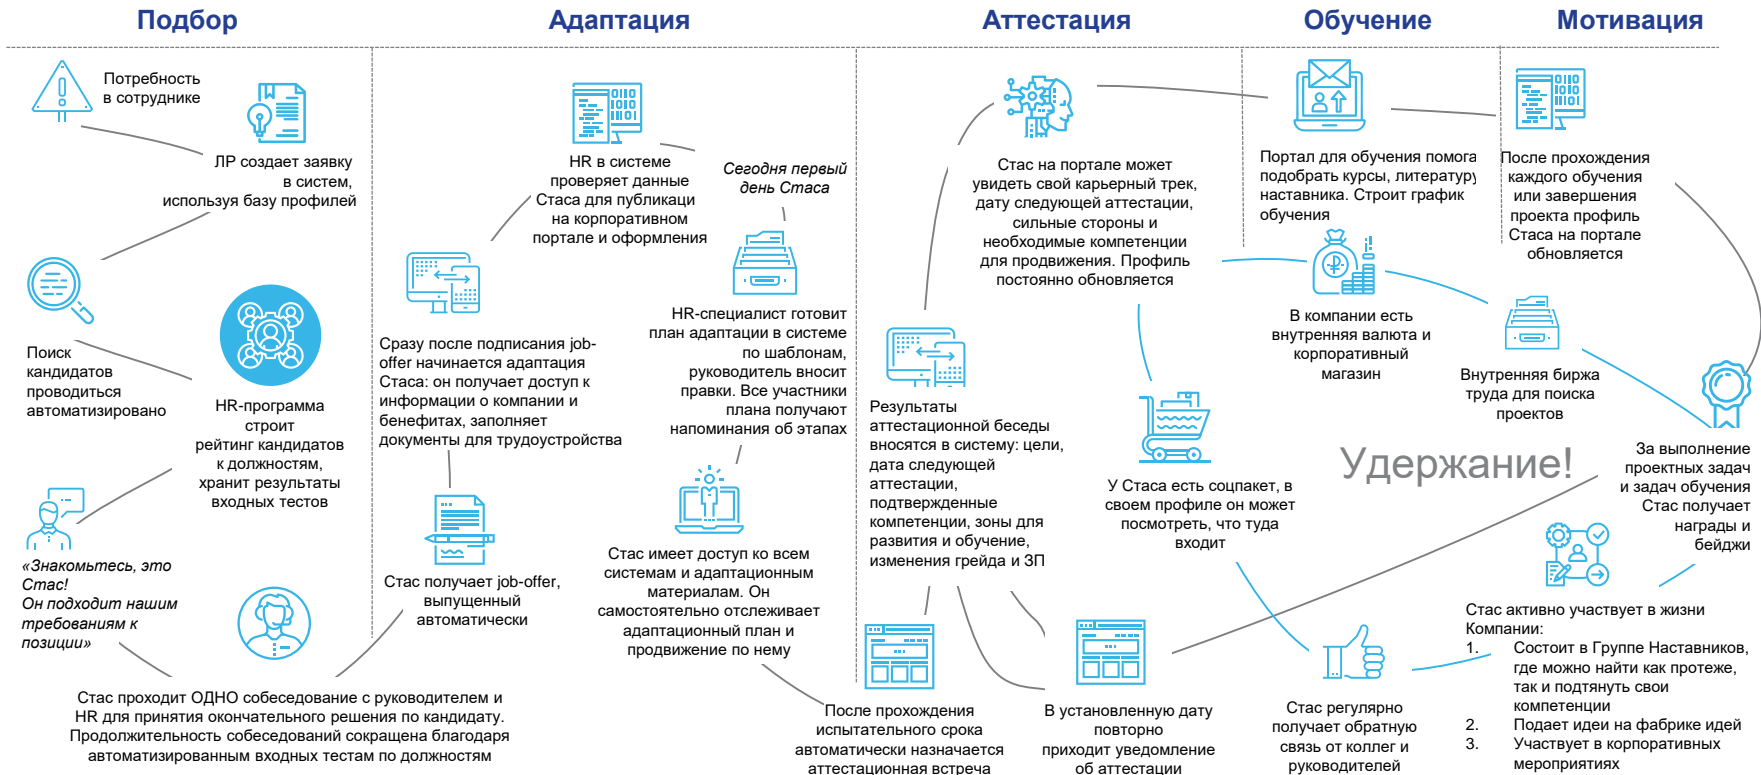 Подбор
Адаптация
Аттестация
Обучение
Мотивация
Потребность
в сотруднике
ЛР создает заявку
в систем,
используя базу профилей
Поиск
кандидатов
проводиться
автоматизировано
HR-программа
строит
рейтинг кандидатов
к должностям,
хранит результаты
входных тестов
«Знакомьтесь, это
Стас!
Он подходит нашим
требованиям к
позиции»
Стас проходит ОДНО собеседование с руководителем и
HR для принятия окончательного решения по кандидату.
Продолжительность собеседований сокращена благодаря
автоматизированным входных тестам по должностям
HR в системе
проверяет данные
Стаса для публикаци
на корпоративном
портале и оформления
Сегодня первый
день Стаса
Сразу после подписания job-
offer начинается адаптация
Стаса: он получает доступ к
информации о компании и
бенефитах, заполняет
документы для трудоустройства
HR-специалист готовит
план адаптации в системе
по шаблонам,
руководитель вносит
правки. Все участники
плана получают
напоминания об этапах
Стас получает job-offer,
выпущенный
автоматически
Стас имеет доступ ко всем
системам и адаптационным
материалам. Он
самостоятельно отслеживает
адаптационный план и
продвижение по нему
Стас на портале может
увидеть свой карьерный трек,
дату следующей аттестации,
сильные стороны и
необходимые компетенции
для продвижения. Профиль
постоянно обновляется
Результаты
аттестационной беседы
вносятся в систему: цели,
дата следующей
аттестации,
подтвержденные
компетенции, зоны для
развития и обучение,
изменения грейда и ЗП
У Стаса есть соцпакет, в
своем профиле он может
посмотреть, что туда
входит
После прохождения
испытательного срока
автоматически назначается
аттестационная встреча
В установленную дату
повторно
приходит уведомление
об аттестации
Портал для обучения помога
подобрать курсы, литературу
наставника. Строит график
обучения
В компании есть
внутренняя валюта и
корпоративный
магазин
Внутренняя биржа
труда для поиска
проектов
Удержание!
Стас регулярно
получает обратную
связь от коллег и
руководителей
После прохождения
каждого обучения
или завершения
проекта профиль
Стаса на портале
обновляется
За выполнение
проектных задач
и задач обучения
Стас получает
награды и
бейджи
Стас активно участвует в жизни
Компании:
1. Состоит в Группе Наставников,
где можно найти как протеже,
так и подтянуть свои
компетенции
2. Подает идеи на фабрике идей
3. Участвует в корпоративных
мероприятиях